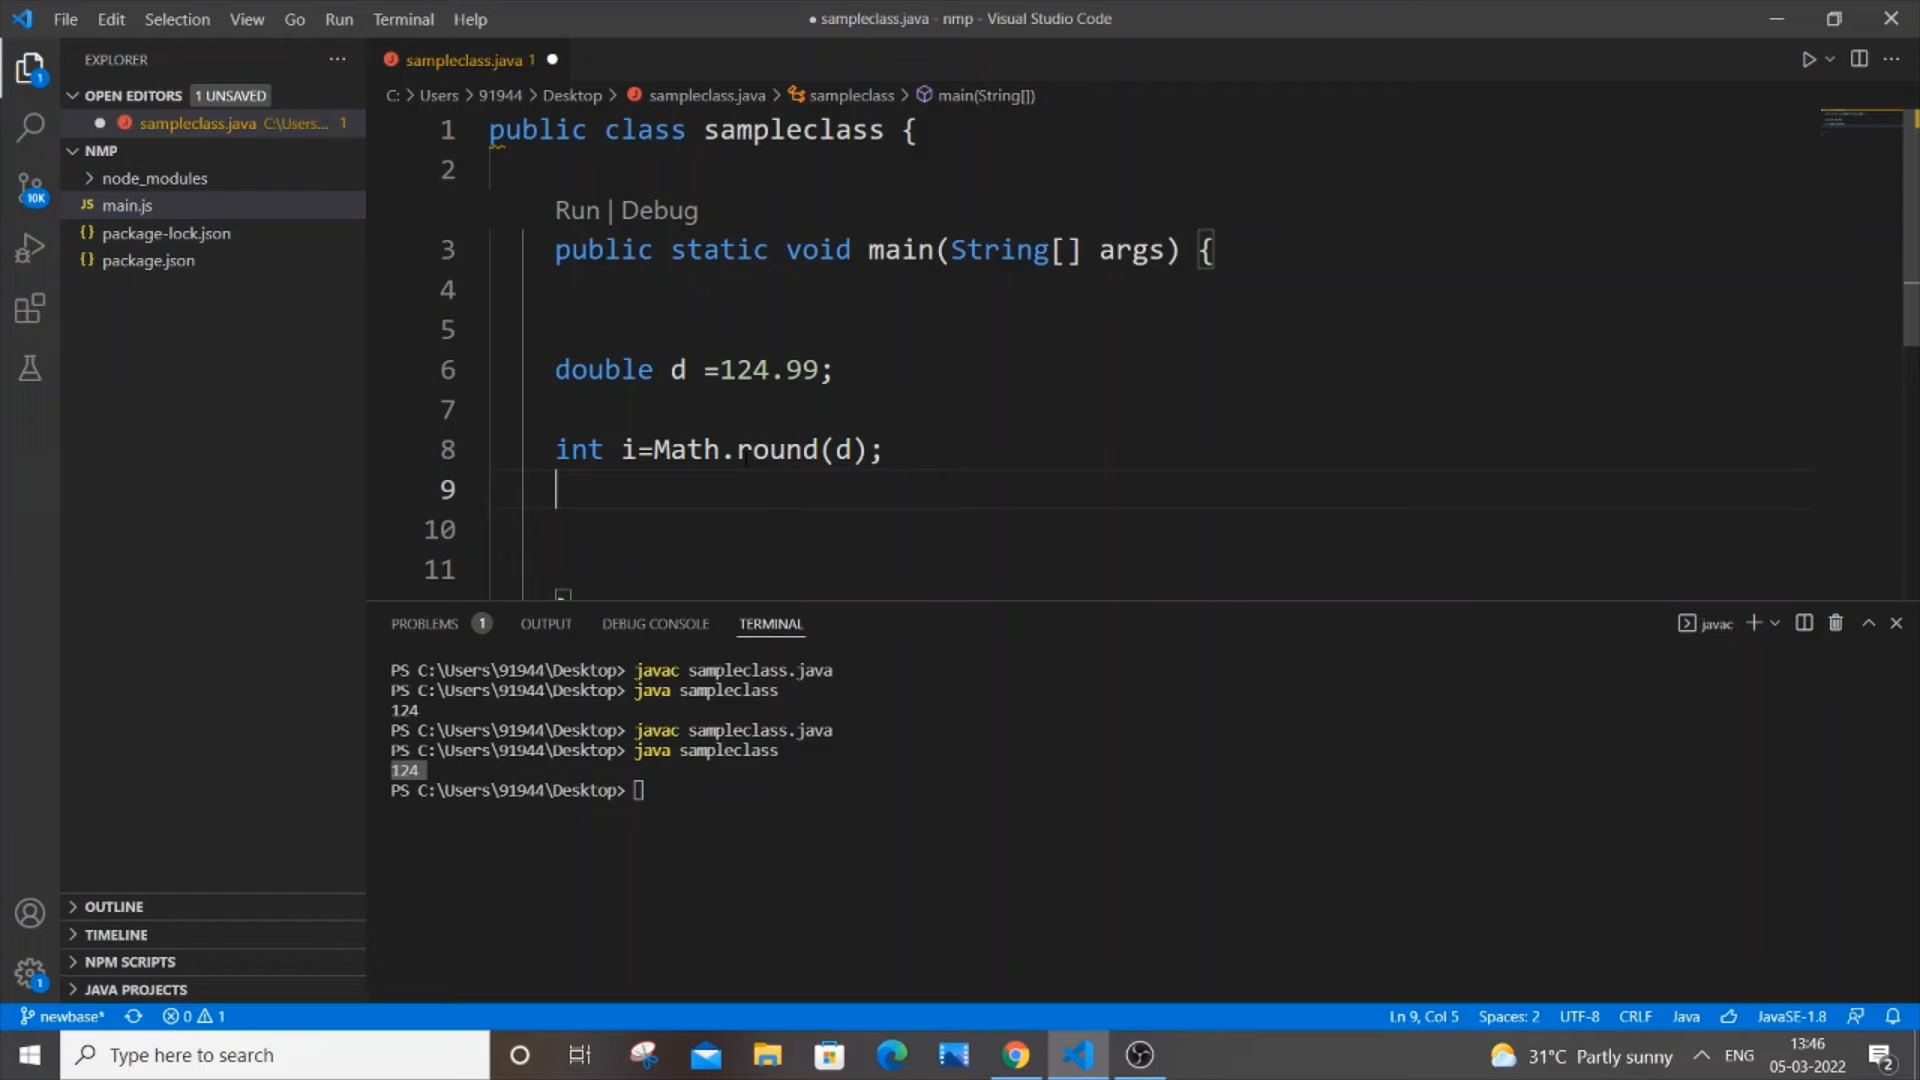 File Edit Selection View Go Run Terminal Help
● sampleclass.java - nmp - Visual Studio Code
EXPLORER
OPEN EDITORS 1 UNSAVED
sampleclass.java C:\Users... 1
NMP
node_modules
JS main.js
{} package-lock.json
{} package.json
OUTLINE
TIMELINE
NPM SCRIPTS
JAVA PROJECTS
1
10K
1
sampleclass.java 1
C: > Users > 91944 > Desktop > sampleclass.java > sampleclass > main(String[])
1 public class sampleclass {
2
Run | Debug
3 public static void main(String[] args) {
4
5
6 double d =124.99;
7
8 int i=Math.round(d);
9
10
11
PROBLEMS 1 OUTPUT DEBUG CONSOLE TERMINAL
javac
PS C:\Users\91944\Desktop> javac sampleclass.java
PS C:\Users\91944\Desktop> java sampleclass
124
PS C:\Users\91944\Desktop> javac sampleclass.java
PS C:\Users\91944\Desktop> java sampleclass
124
PS C:\Users\91944\Desktop>
newbase* 0 1
Ln 9, Col 5 Spaces: 2 UTF-8 CRLF Java JavaSE-1.8
Type here to search
31°C Partly sunny ENG
13:46
05-03-2022
2